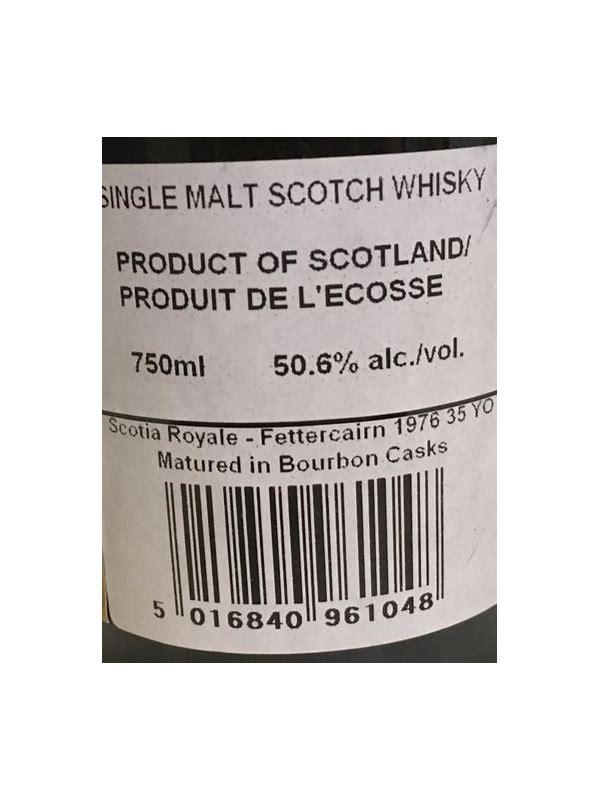 SINGLE MALT SCOTCH WHISKY
PRODUCT OF SCOTLAND/
PRODUIT DE L'ECOSSE
750ml 50.6% alc./vol.
Scotia Royale - Fettercairn 1976 35 YO
Matured in Bourbon Casks
5 016840 961048